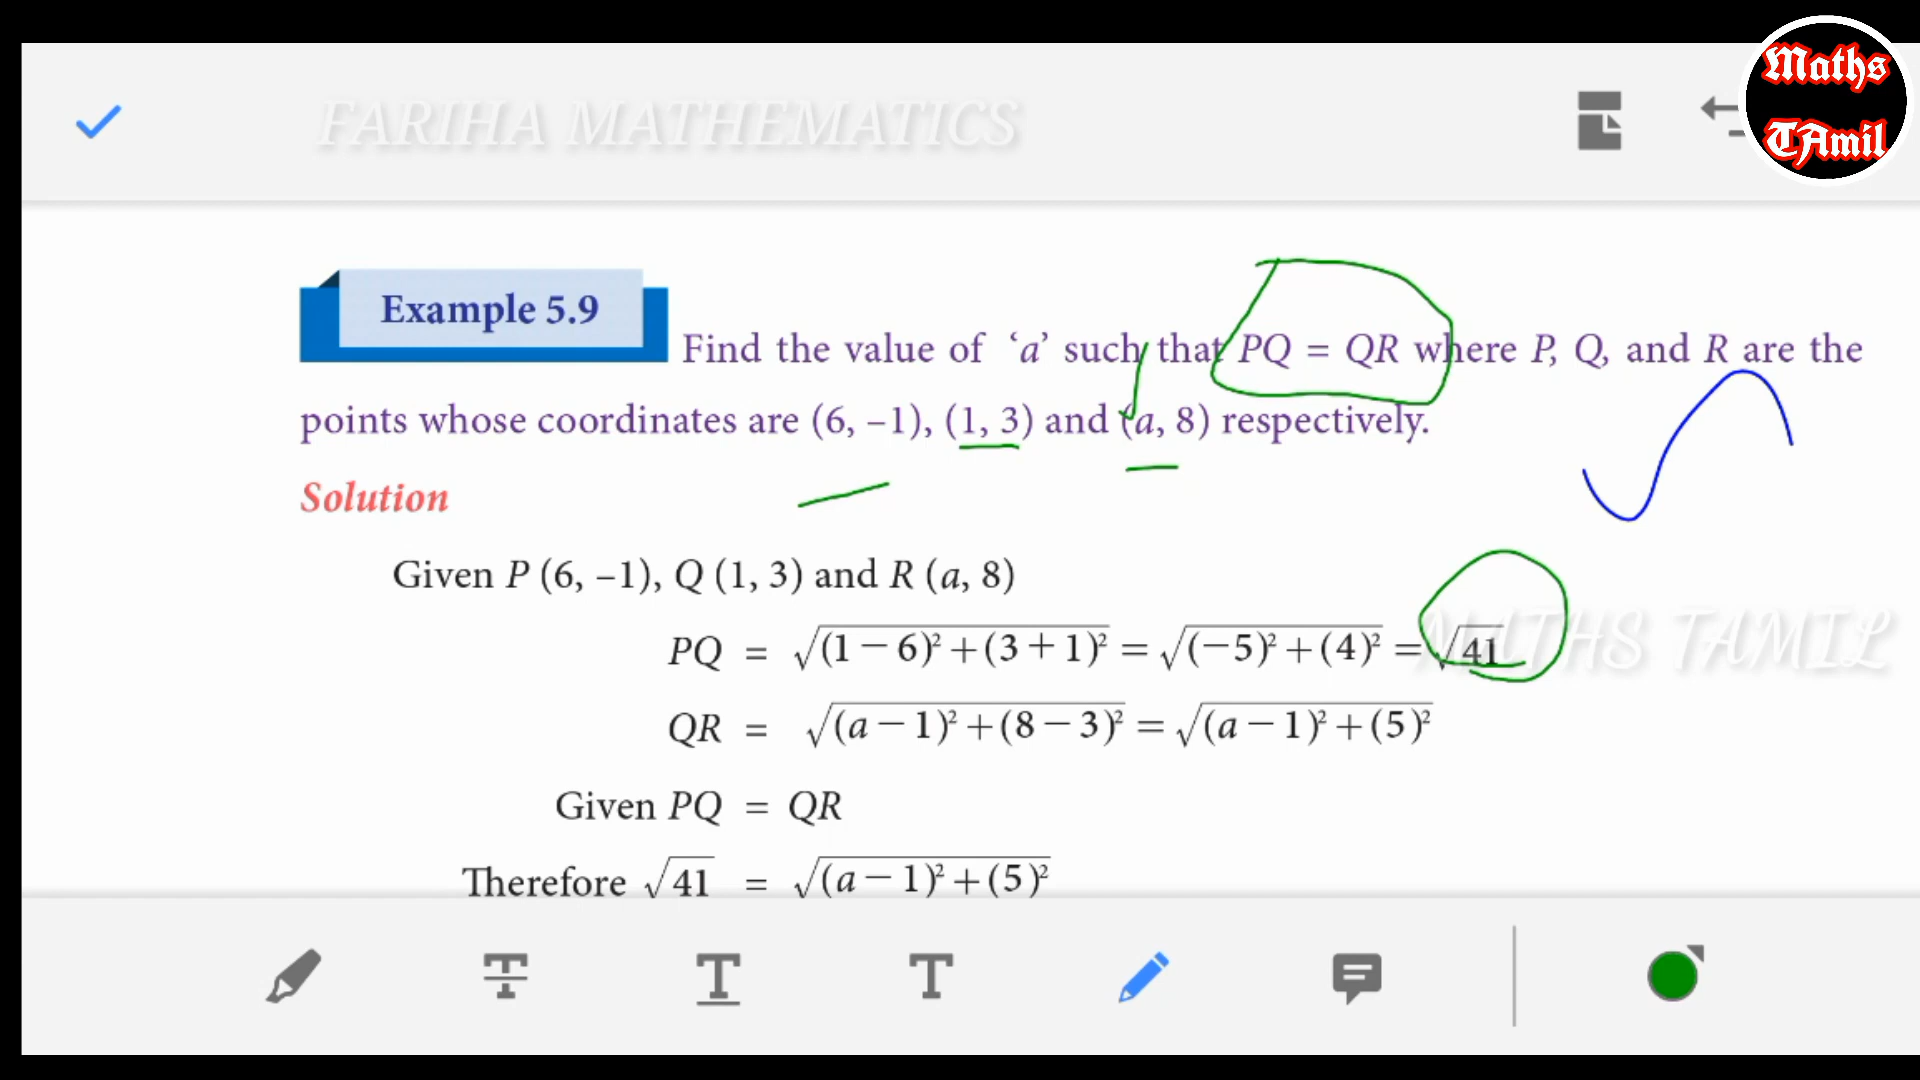 Maths
TAmil
FARIHA MATHEMATICS
Example 5.9
Find the value of ‘a’ such that PQ = QR where P, Q, and R are the
points whose coordinates are (6, –1), (1, 3) and (a, 8) respectively.
Solution
Given P (6, –1), Q (1, 3) and R (a, 8)
PQ = √(1 − 6)² + (3 + 1)² = √(−5)² + (4)² = √41
MATHS TAMIL
QR = √(a − 1)² + (8 − 3)² = √(a − 1)² + (5)²
Given PQ = QR
Therefore √41 = √(a − 1)² + (5)²